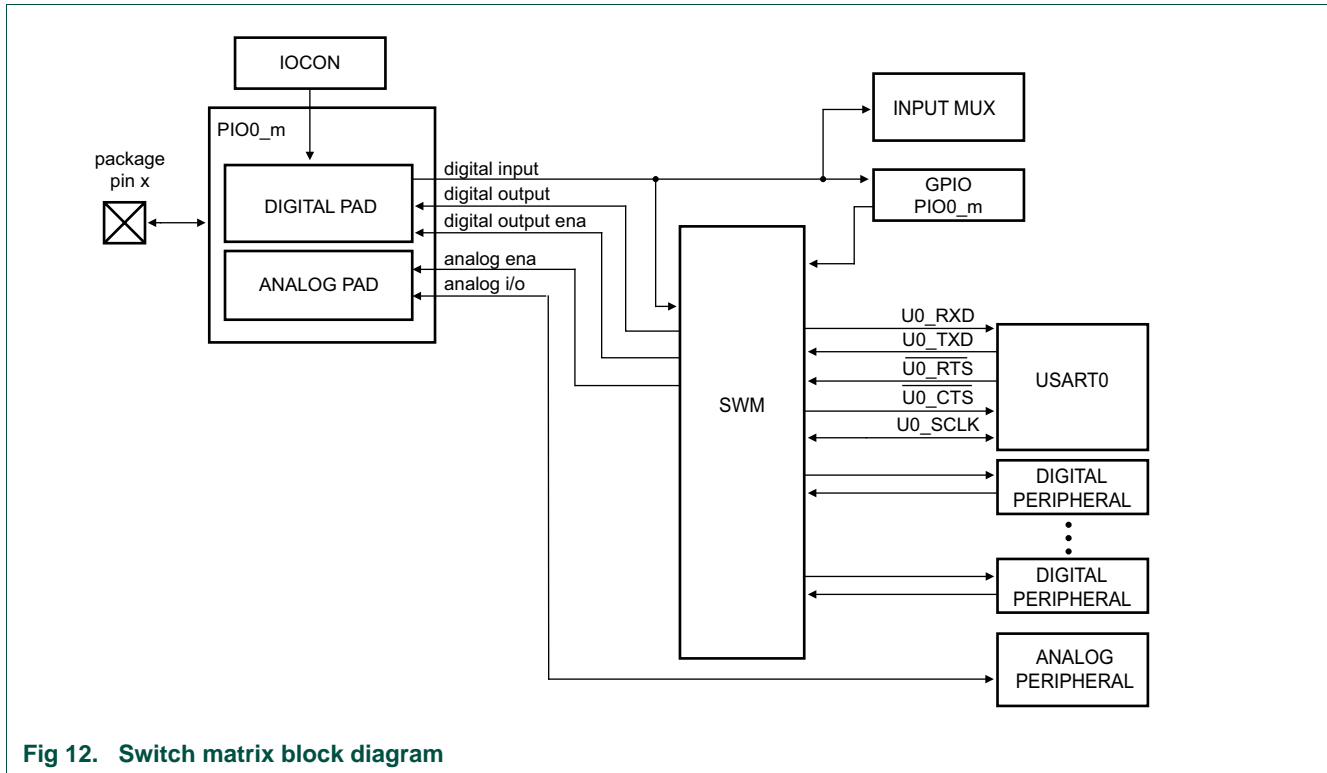 IOCON
PIO0_m
package
pin x
DIGITAL PAD
ANALOG PAD
digital input
digital output
digital output ena
analog ena
analog i/o
INPUT MUX
GPIO
PIO0_m
SWM
U0_RXD
U0_TXD
U0_RTS
U0_CTS
U0_SCLK
USART0
DIGITAL
PERIPHERAL
DIGITAL
PERIPHERAL
ANALOG
PERIPHERAL
Fig 12. Switch matrix block diagram